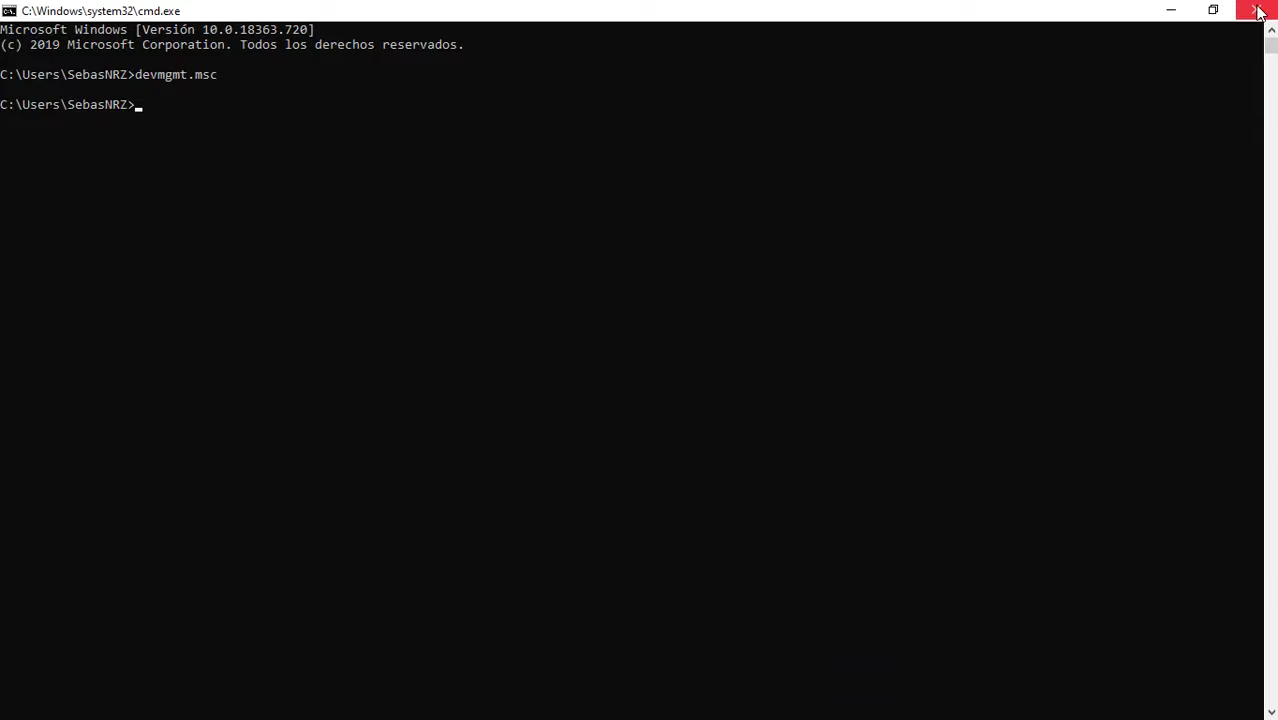 C:\Windows\system32\cmd.exe
Microsoft Windows [Versión 10.0.18363.720]
(c) 2019 Microsoft Corporation. Todos los derechos reservados.
C:\Users\SebasNRZ>devmgmt.msc
C:\Users\SebasNRZ>